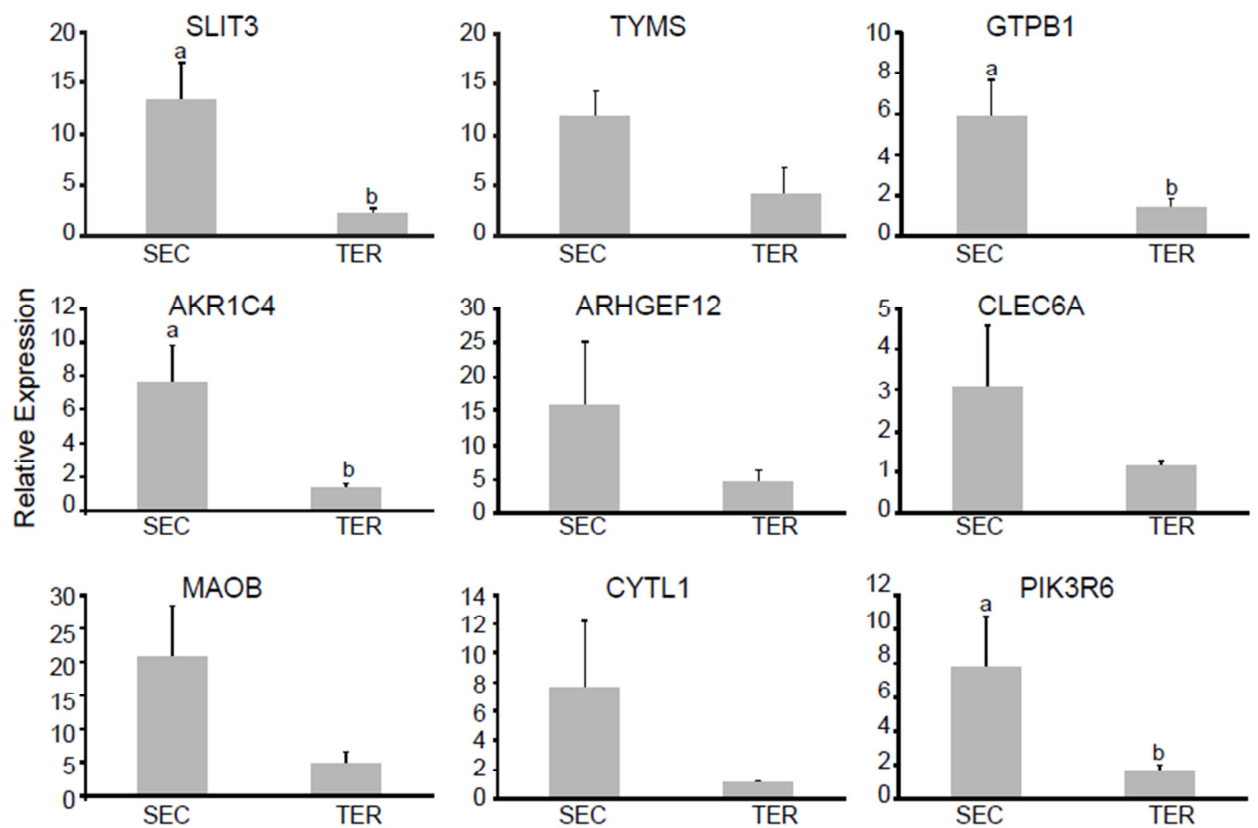 SLIT3
20
15
10
5
0
a
b
SEC TER
TYMS
20
15
10
5
0
SEC TER
GTPB1
10
8
6
4
2
0
a
b
SEC TER
Relative Expression
AKR1C4
12
10
8
6
4
2
0
a
b
SEC TER
ARHGEF12
30
25
20
15
10
5
0
SEC TER
CLEC6A
5
4
3
2
1
0
SEC TER
MAOB
30
25
20
15
10
5
0
SEC TER
CYTL1
14
12
10
8
6
4
2
0
SEC TER
PIK3R6
12
10
8
6
4
2
0
a
b
SEC TER